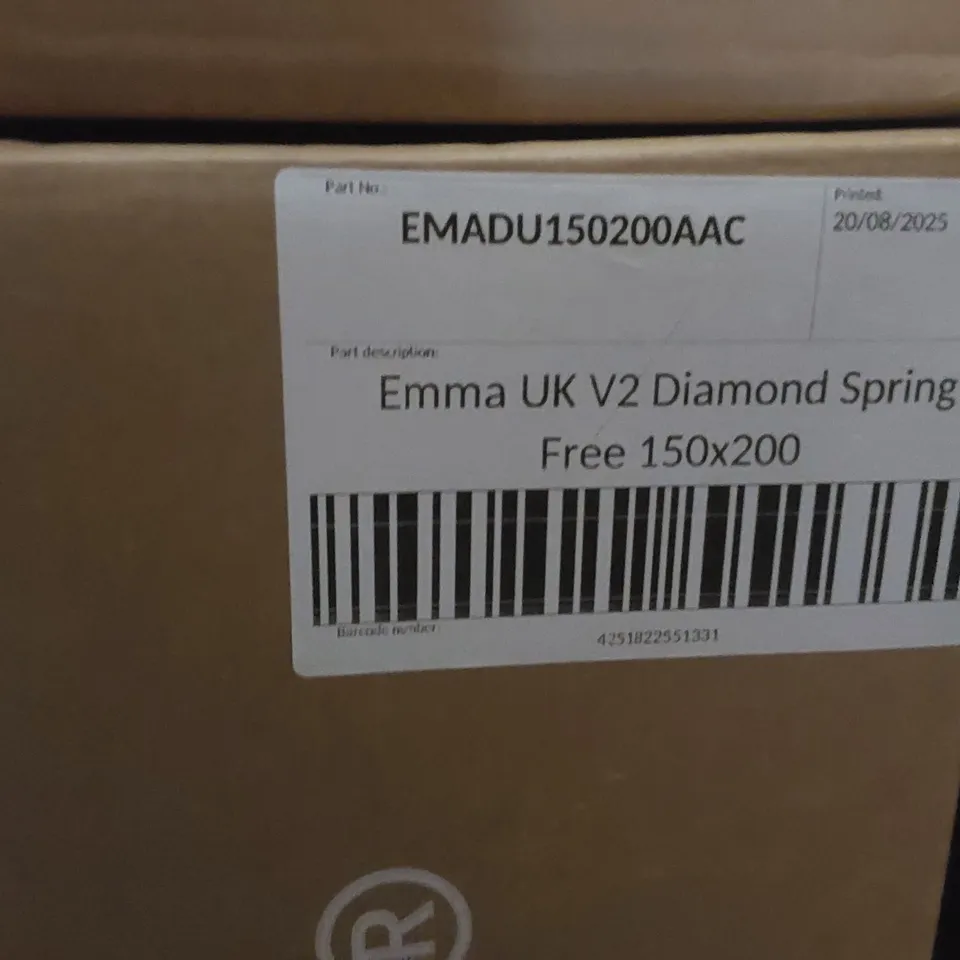 Part No.:
EMADU150200AAC
Printed:
20/08/2025
Part description:
Emma UK V2 Diamond Spring
Free 150x200
Barcode number:
4251822551331
®